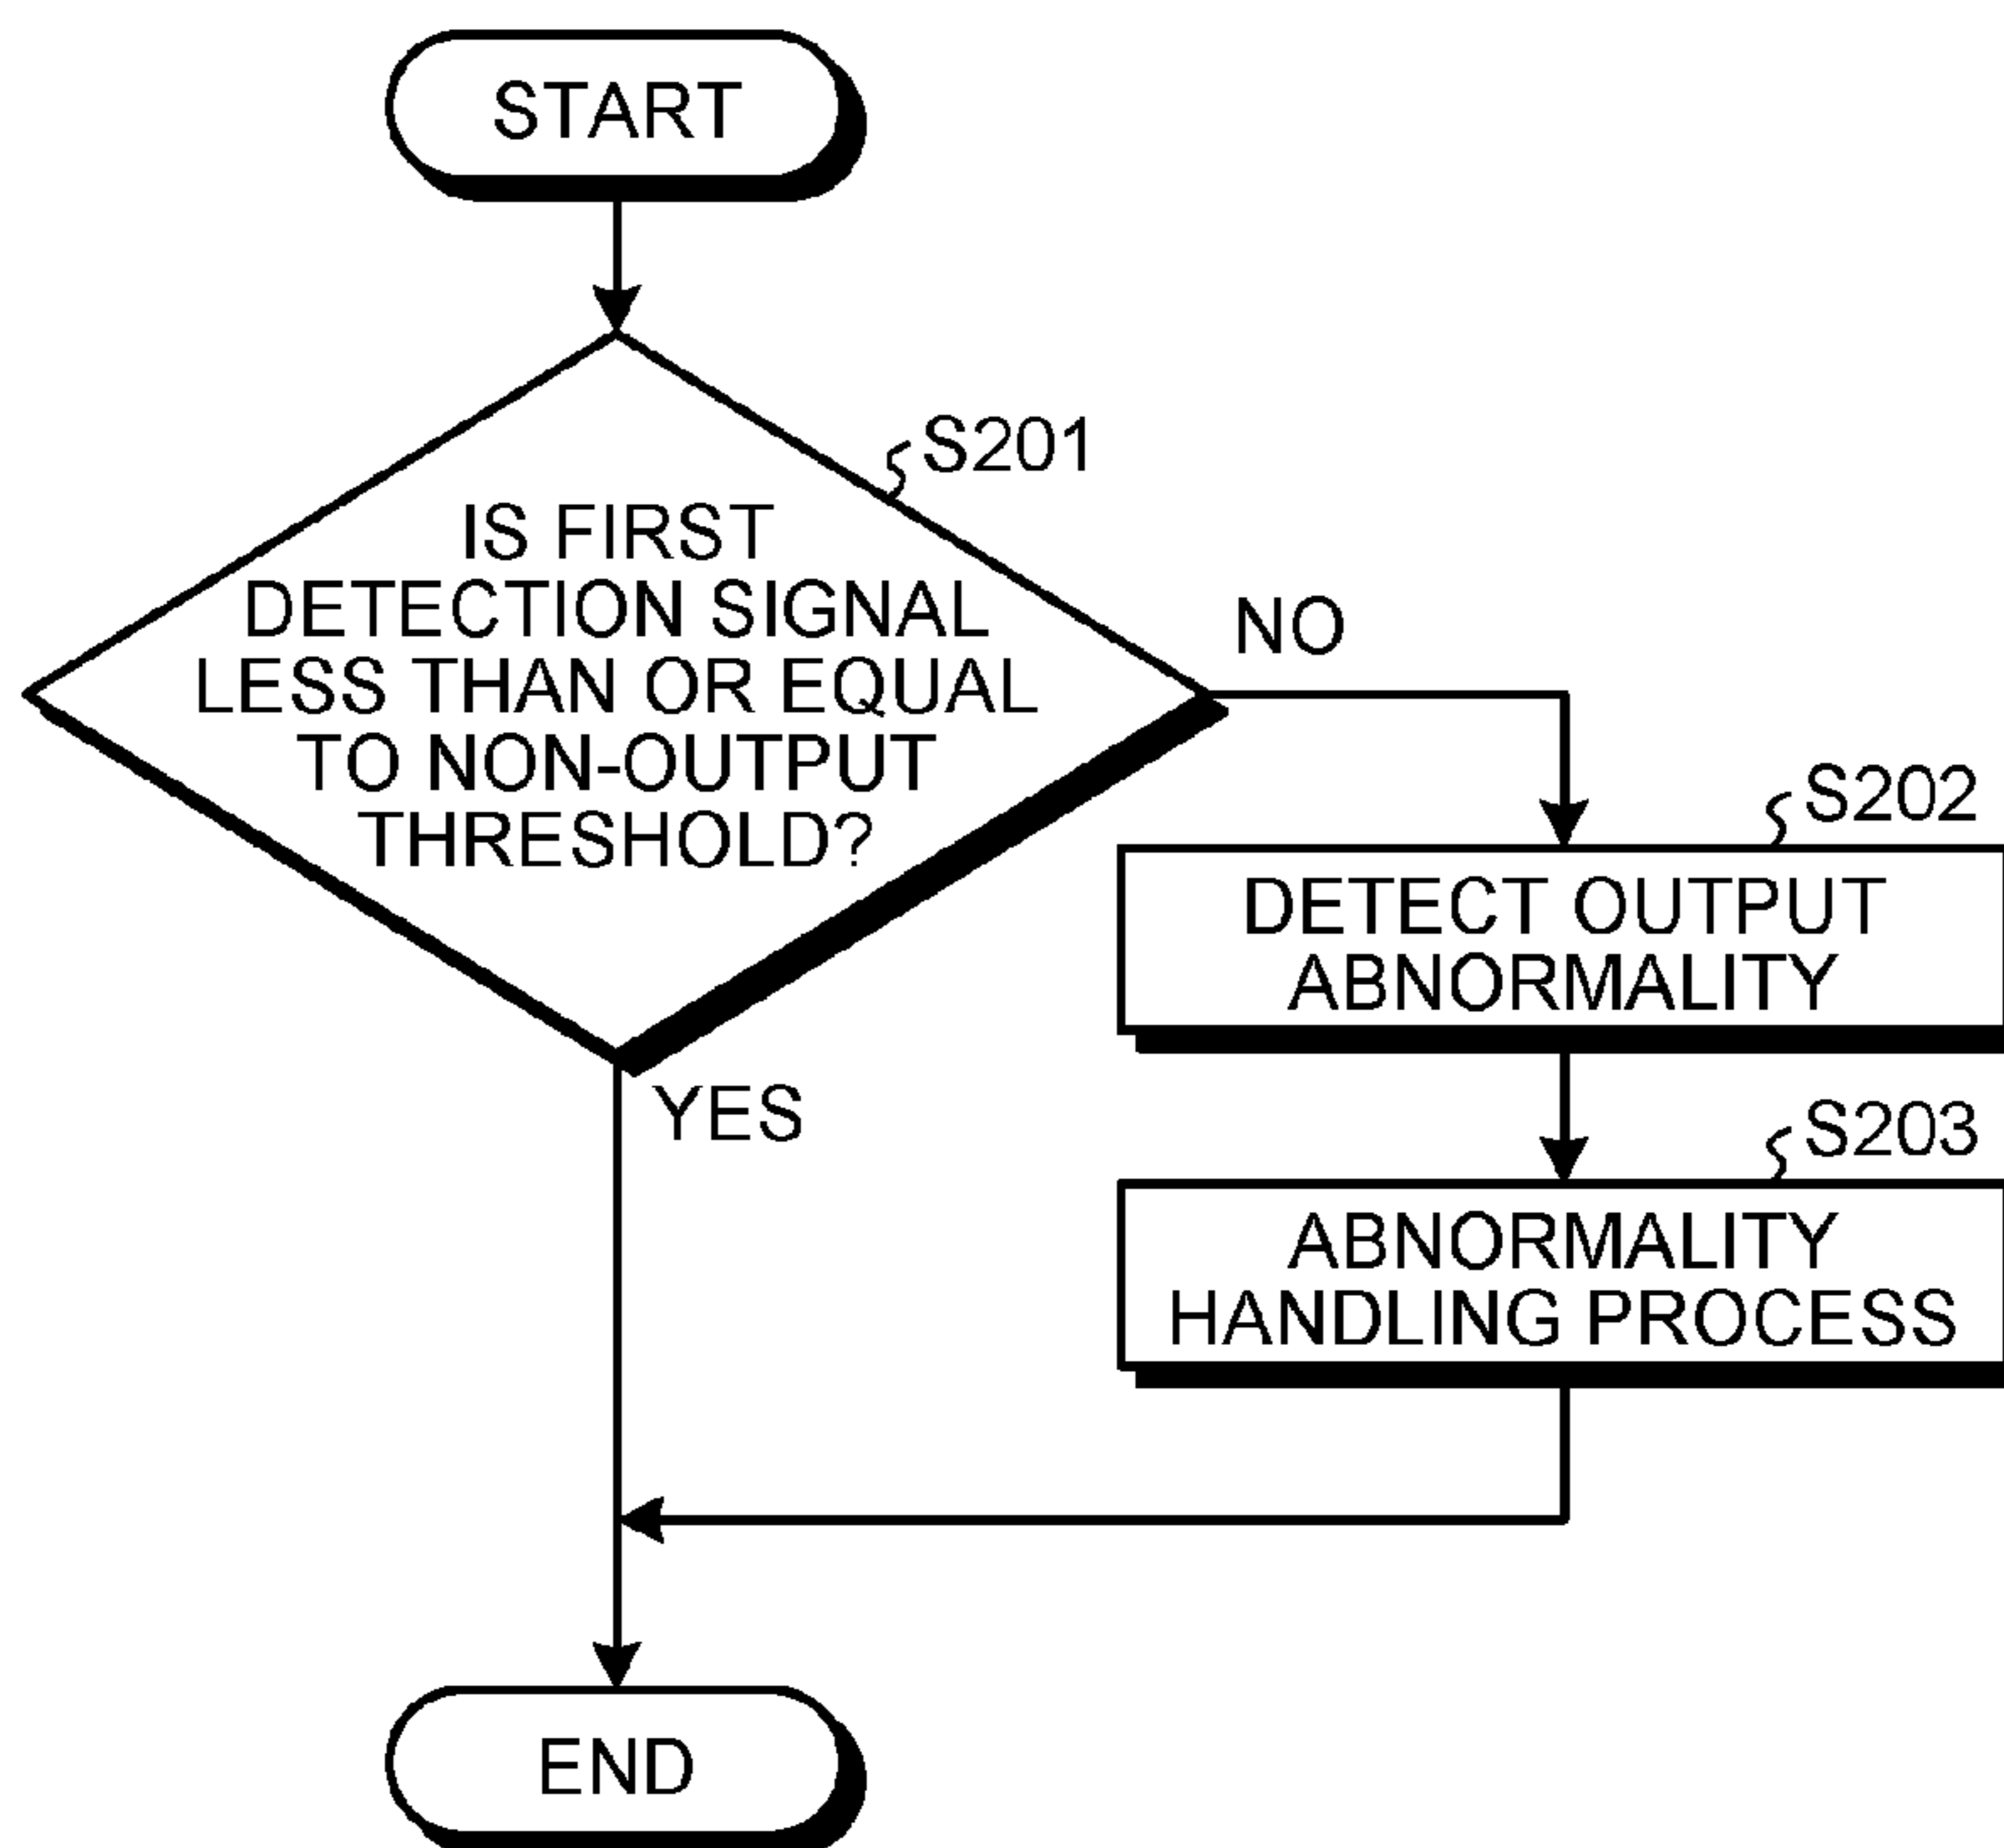 START
S201
IS FIRST
DETECTION SIGNAL
LESS THAN OR EQUAL
TO NON-OUTPUT
THRESHOLD?
NO
YES
S202
DETECT OUTPUT
ABNORMALITY
S203
ABNORMALITY
HANDLING PROCESS
END